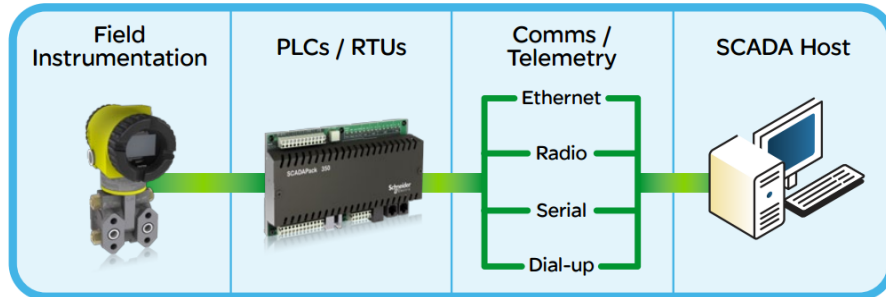 Field
Instrumentation
PLCs / RTUs
Comms /
Telemetry
SCADA Host
Ethernet
Radio
Serial
Dial-up
SCADAPack 350
Schneider